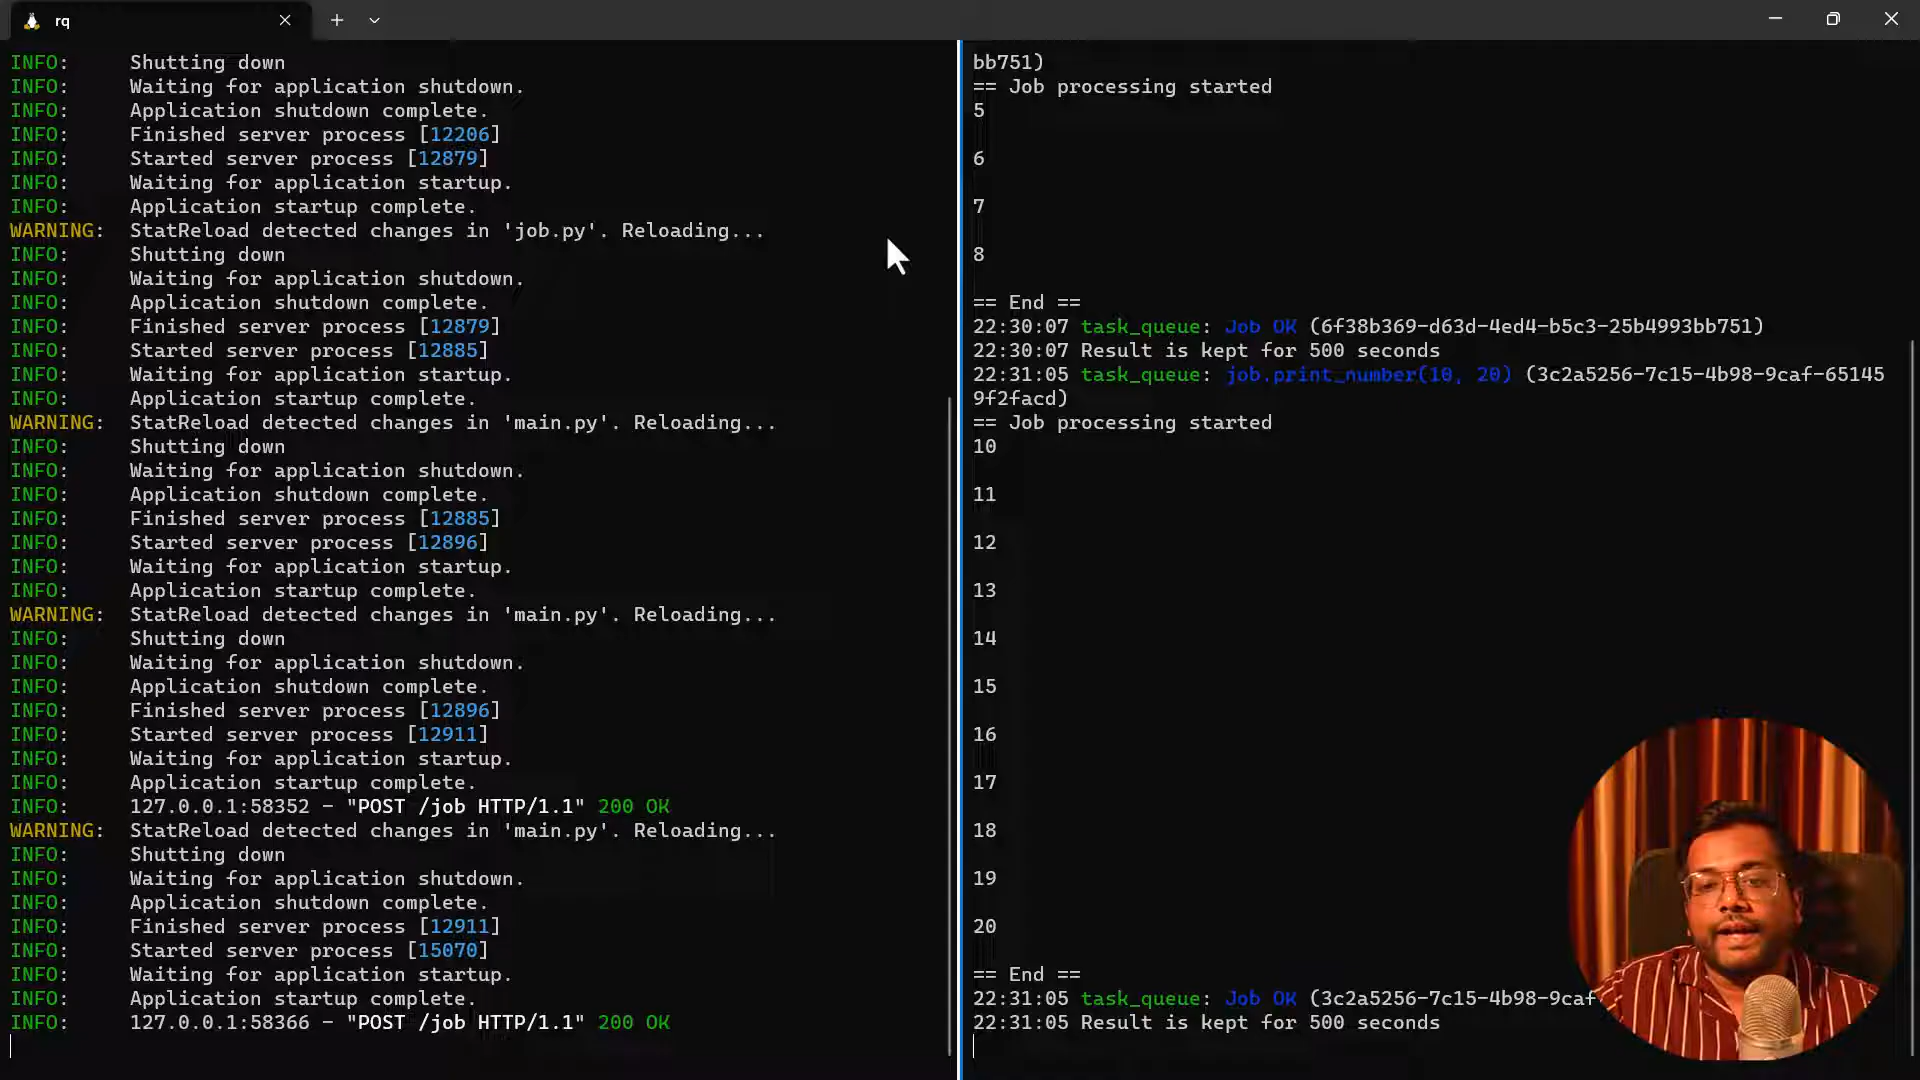 rq
INFO: Shutting down
INFO: Waiting for application shutdown.
INFO: Application shutdown complete.
INFO: Finished server process [12206]
INFO: Started server process [12879]
INFO: Waiting for application startup.
INFO: Application startup complete.
WARNING: StatReload detected changes in 'job.py'. Reloading...
INFO: Shutting down
INFO: Waiting for application shutdown.
INFO: Application shutdown complete.
INFO: Finished server process [12879]
INFO: Started server process [12885]
INFO: Waiting for application startup.
INFO: Application startup complete.
WARNING: StatReload detected changes in 'main.py'. Reloading...
INFO: Shutting down
INFO: Waiting for application shutdown.
INFO: Application shutdown complete.
INFO: Finished server process [12885]
INFO: Started server process [12896]
INFO: Waiting for application startup.
INFO: Application startup complete.
WARNING: StatReload detected changes in 'main.py'. Reloading...
INFO: Shutting down
INFO: Waiting for application shutdown.
INFO: Application shutdown complete.
INFO: Finished server process [12896]
INFO: Started server process [12911]
INFO: Waiting for application startup.
INFO: Application startup complete.
INFO: 127.0.0.1:58352 - "POST /job HTTP/1.1" 200 OK
WARNING: StatReload detected changes in 'main.py'. Reloading...
INFO: Shutting down
INFO: Waiting for application shutdown.
INFO: Application shutdown complete.
INFO: Finished server process [12911]
INFO: Started server process [15070]
INFO: Waiting for application startup.
INFO: Application startup complete.
INFO: 127.0.0.1:58366 - "POST /job HTTP/1.1" 200 OK
bb751)
== Job processing started
5
6
7
8
== End ==
22:30:07 task_queue: Job OK (6f38b369-d63d-4ed4-b5c3-25b4993bb751)
22:30:07 Result is kept for 500 seconds
22:31:05 task_queue: job.print_number(10, 20) (3c2a5256-7c15-4b98-9caf-65145
9f2facd)
== Job processing started
10
11
12
13
14
15
16
17
18
19
20
== End ==
22:31:05 task_queue: Job OK (3c2a5256-7c15-4b98-9caf
22:31:05 Result is kept for 500 seconds